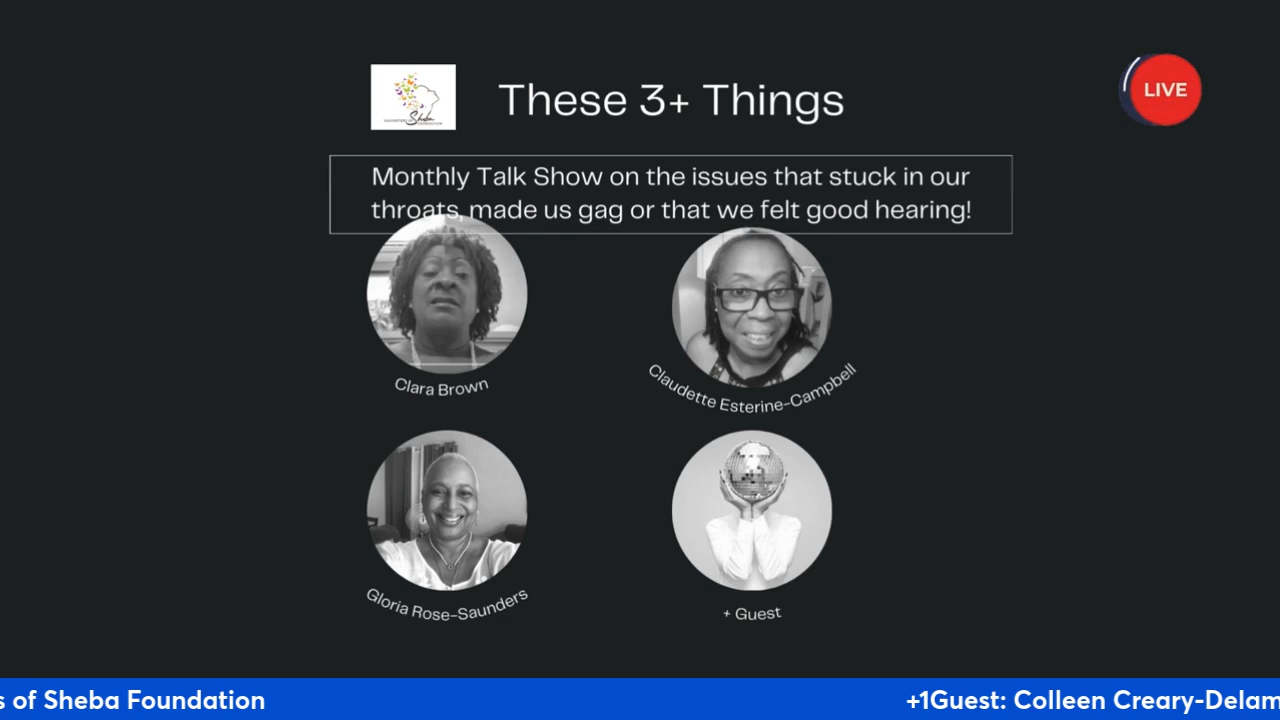 These 3+ Things
LIVE
Sheba
Monthly Talk Show on the issues that stuck in our
throats, made us gag or that we felt good hearing!
Clara Brown
Claudette Esterine-Campbell
Gloria Rose-Saunders
+ Guest
s of Sheba Foundation
+1Guest: Colleen Creary-Delam